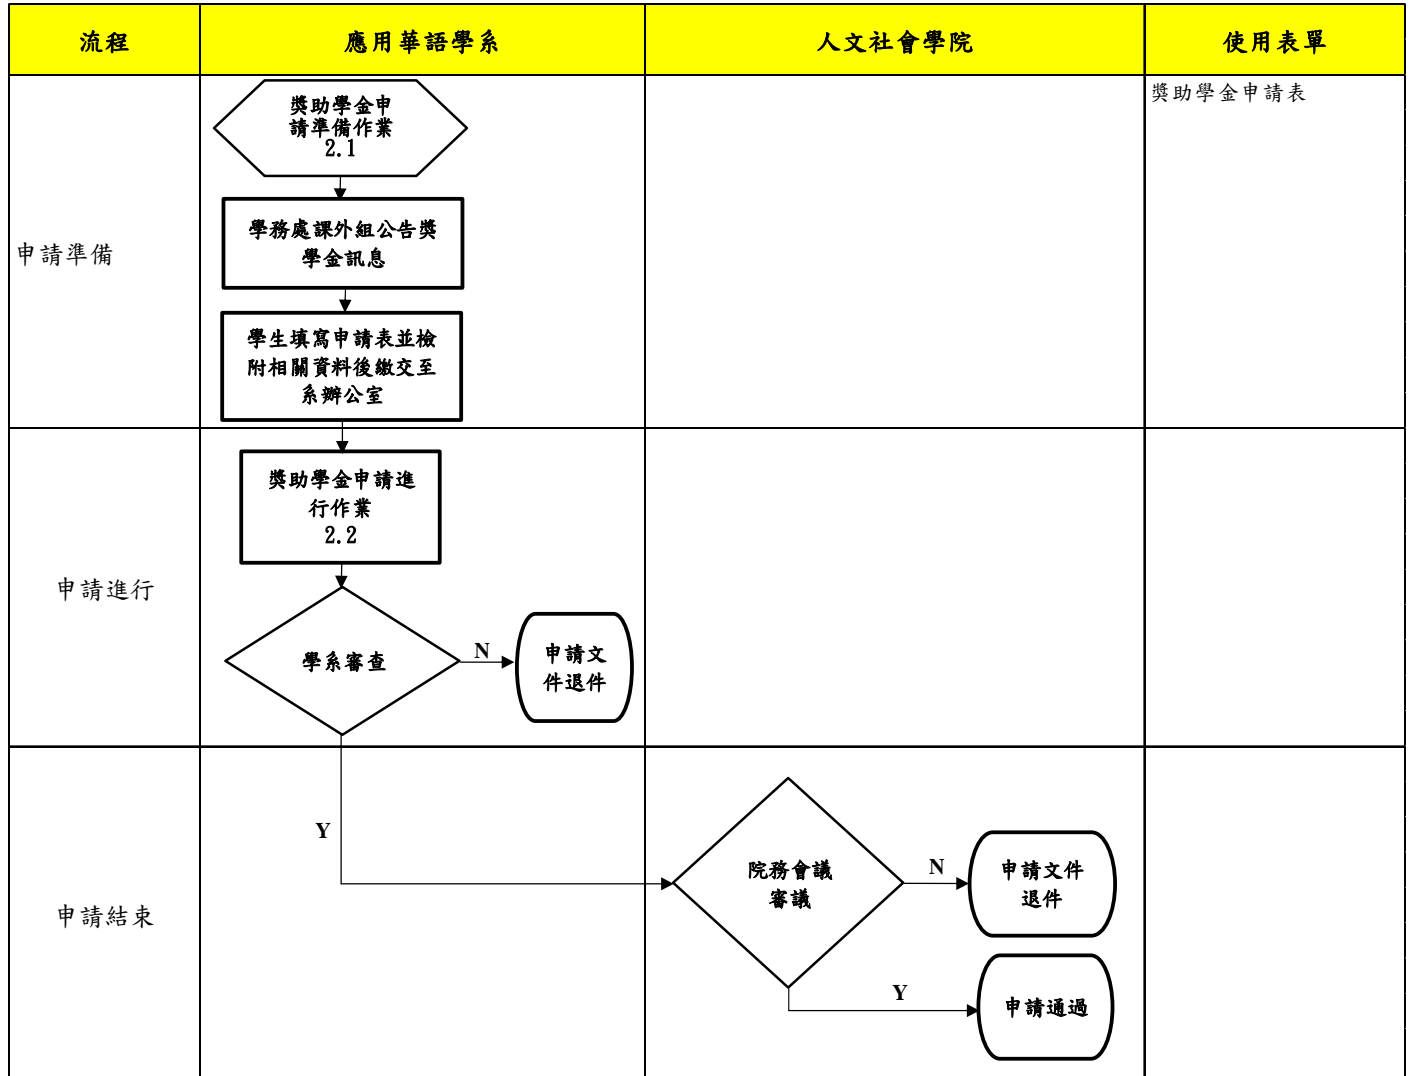 流程
應用華語學系
人文社會學院
使用表單
獎助學金申
請準備作業
2.1
獎助學金申請表
申請準備
學務處課外組公告獎
學金訊息
學生填寫申請表並檢
附相關資料後繳交至
系辦公室
獎助學金申請進
行作業
2.2
申請進行
學系審查
N
申請文
件退件
Y
院務會議
審議
N
申請文件
退件
申請結束
Y
申請通過